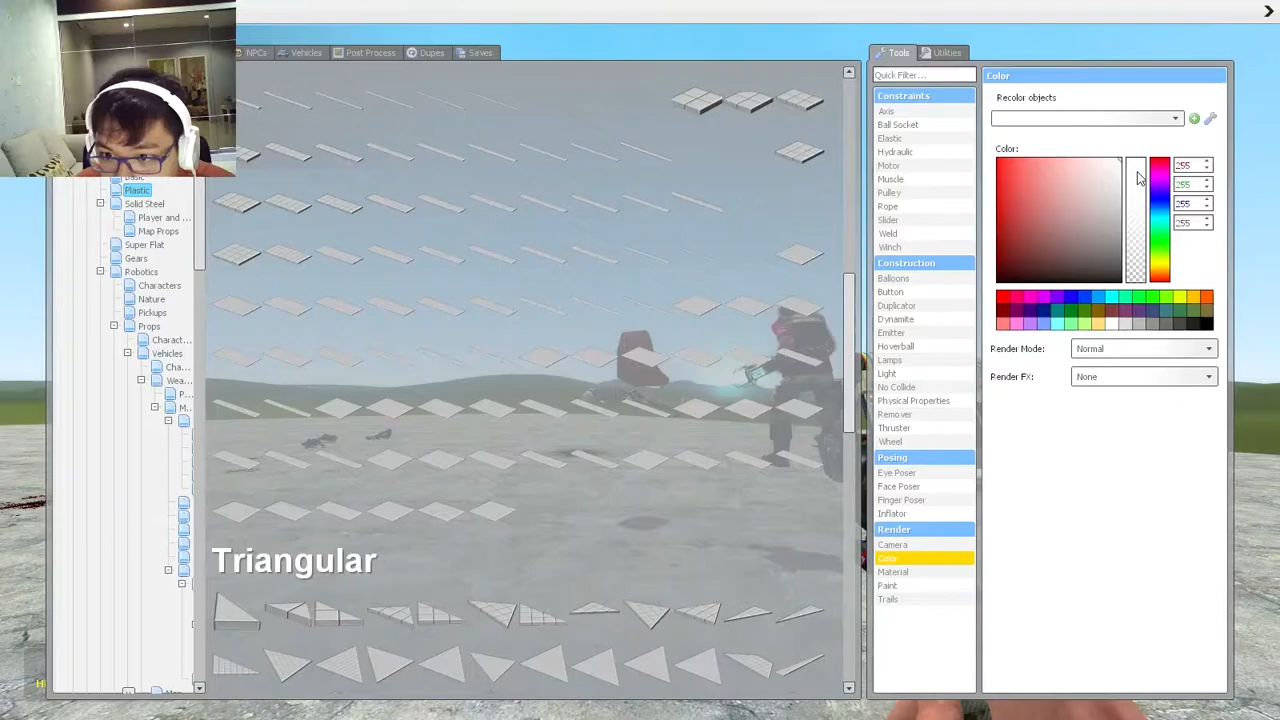 NPCs
Vehicles
Post Process
Dupes
Saves
Tools
Utilities
Plastic
Solid Steel
Player and ...
Map Props
Super Flat
Gears
Robotics
Characters
Nature
Pickups
Props
Charact...
Vehicles
Cha...
Wea...
P...
M...
Triangular
Quick Filter...
Constraints
Axis
Ball Socket
Elastic
Hydraulic
Motor
Muscle
Pulley
Rope
Slider
Weld
Winch
Construction
Balloons
Button
Duplicator
Dynamite
Emitter
Hoverball
Lamps
Light
No Collide
Physical Properties
Remover
Thruster
Wheel
Posing
Eye Poser
Face Poser
Finger Poser
Inflator
Render
Camera
Color
Material
Paint
Trails
Color
Recolor objects
Color:
255
255
255
255
Render Mode:
Normal
Render FX:
None